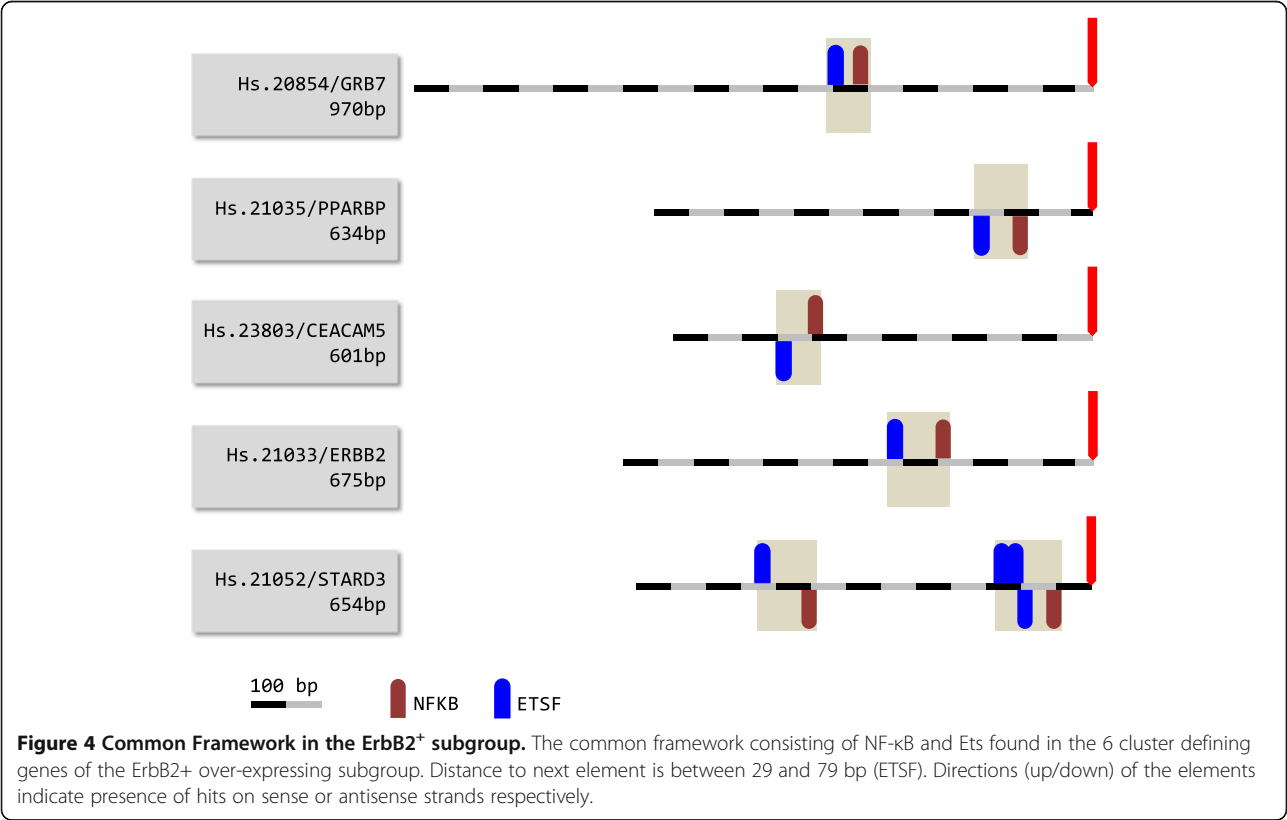 Hs.20854/GRB7
970bp
Hs.21035/PPARBP
634bp
Hs.23803/CEACAM5
601bp
Hs.21033/ERBB2
675bp
Hs.21052/STARD3
654bp
100 bp
NFKB
ETSF
Figure 4 Common Framework in the ErbB2⁺ subgroup. The common framework consisting of NF-κB and Ets found in the 6 cluster defining
genes of the ErbB2+ over-expressing subgroup. Distance to next element is between 29 and 79 bp (ETSF). Directions (up/down) of the elements
indicate presence of hits on sense or antisense strands respectively.